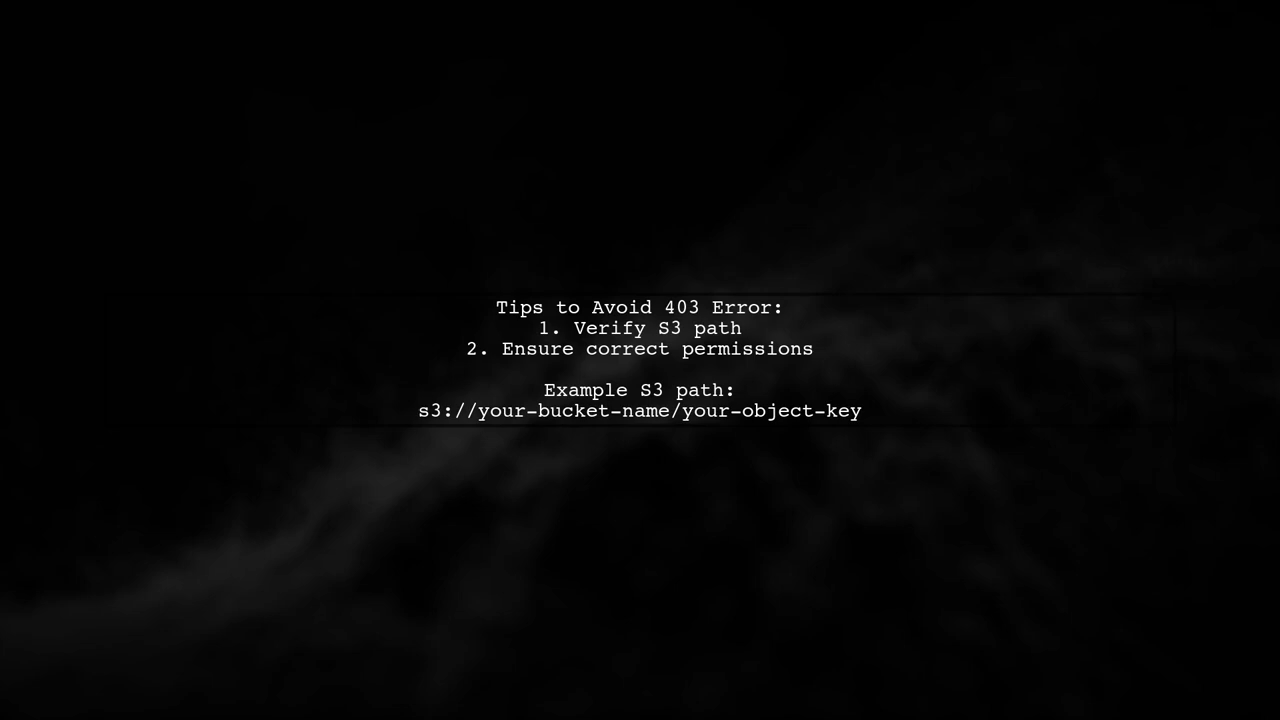 Tips to Avoid 403 Error:
1. Verify S3 path
2. Ensure correct permissions
Example S3 path:
s3://your-bucket-name/your-object-key